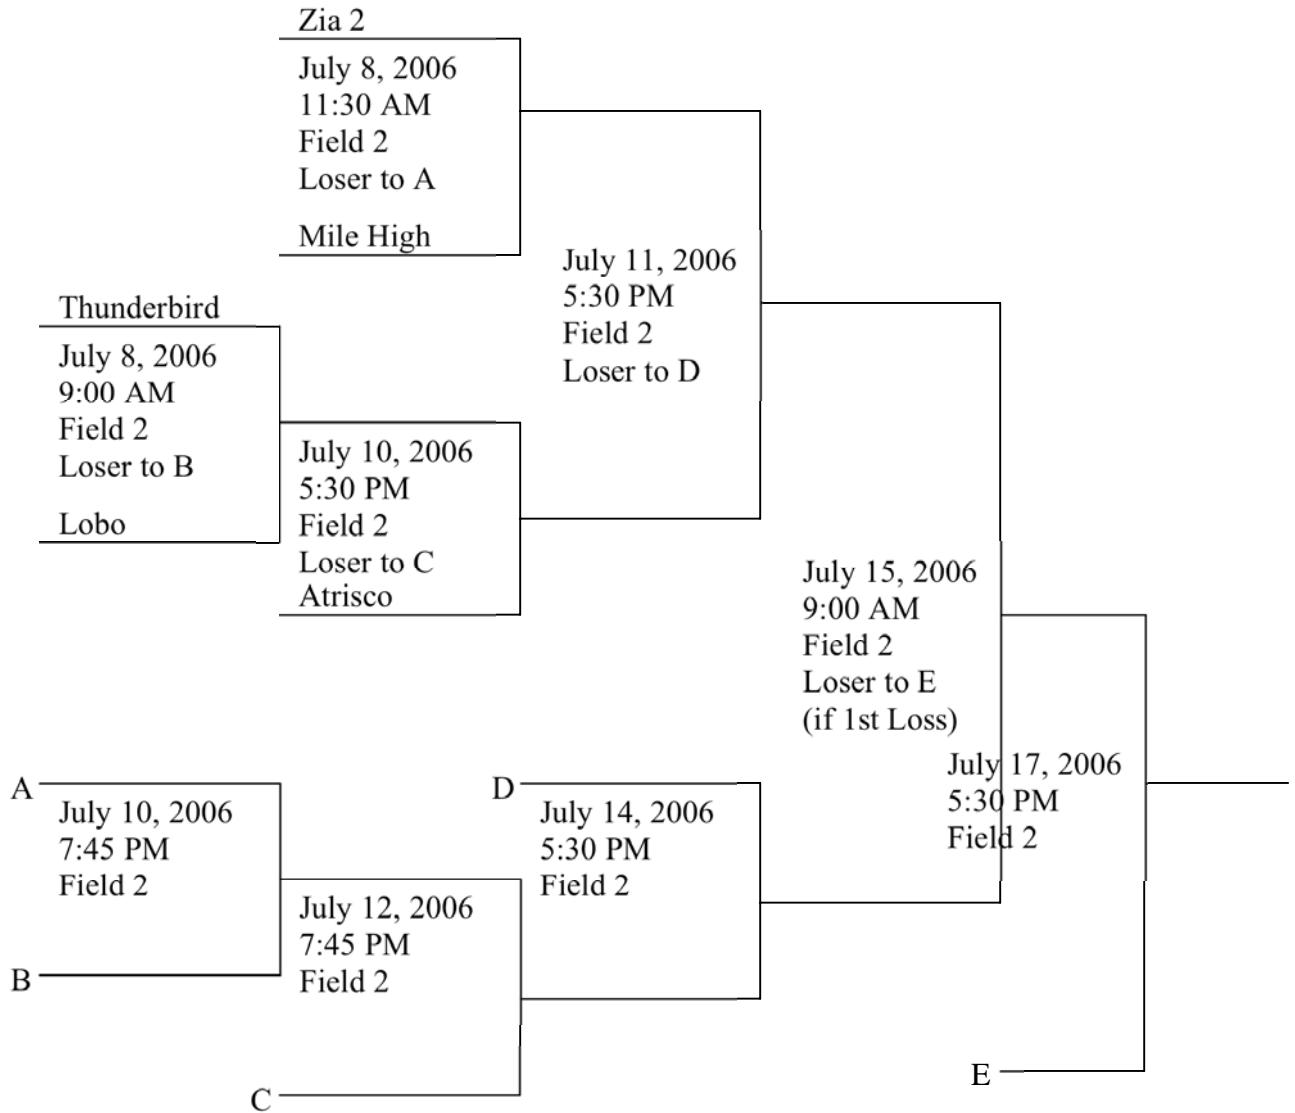 Zia 2
July 8, 2006
11:30 AM
Field 2
Loser to A
Mile High
July 11, 2006
5:30 PM
Field 2
Loser to D
Thunderbird
July 8, 2006
9:00 AM
Field 2
Loser to B
Lobo
July 10, 2006
5:30 PM
Field 2
Loser to C
Atrisco
July 15, 2006
9:00 AM
Field 2
Loser to E
(if 1st Loss)
July 17, 2006
5:30 PM
Field 2
A
July 10, 2006
7:45 PM
Field 2
B
July 12, 2006
7:45 PM
Field 2
C
D
July 14, 2006
5:30 PM
Field 2
E